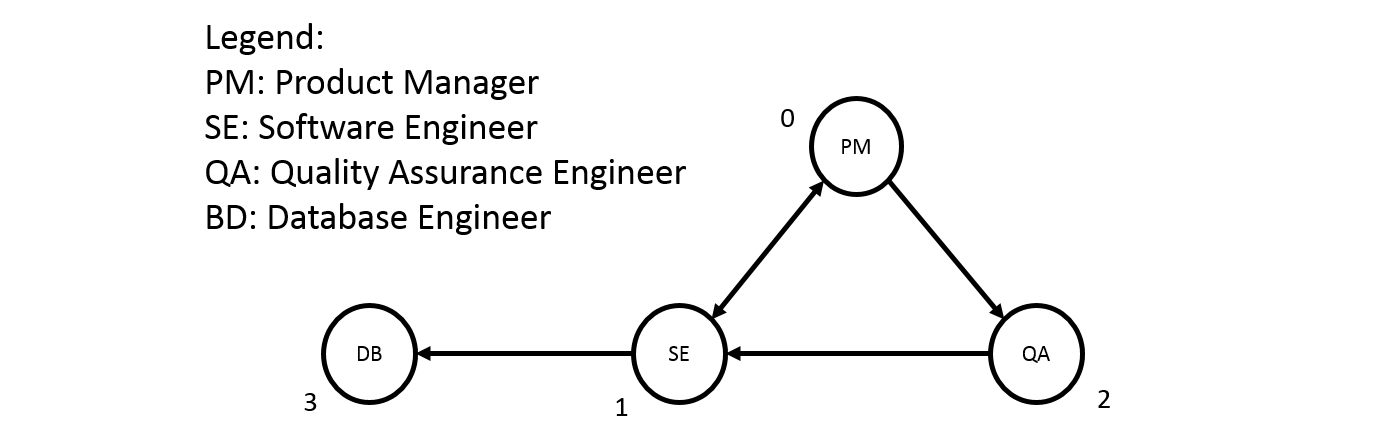 Legend:
PM: Product Manager
SE: Software Engineer
QA: Quality Assurance Engineer
BD: Database Engineer
0
PM
DB
SE
QA
3
1
2